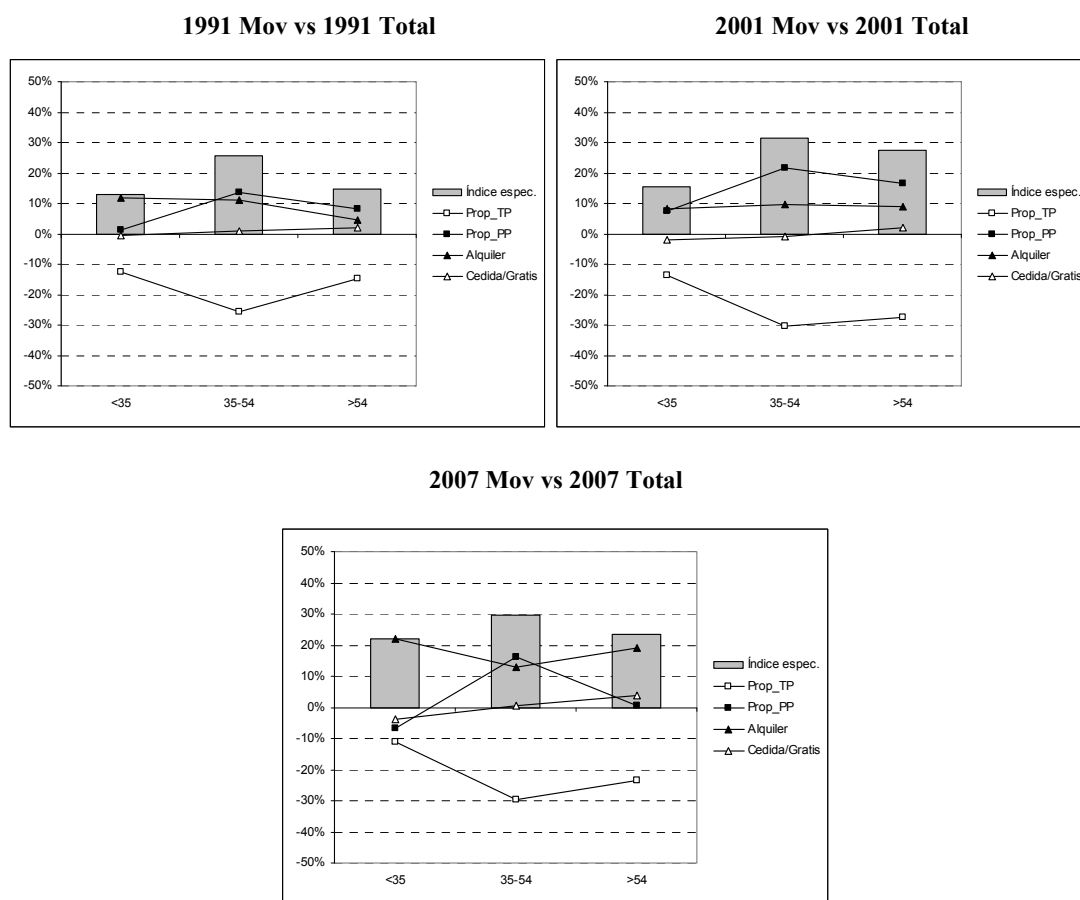 1991 Mov vs 1991 Total
50%
40%
30%
20%
10%
0%
-10%
-20%
-30%
-40%
-50%
<35 35-54 >54
Índice espec.
Prop_TP
Prop_PP
Alquiler
Cedida/Gratis
2001 Mov vs 2001 Total
50%
40%
30%
20%
10%
0%
-10%
-20%
-30%
-40%
-50%
<35 35-54 >54
Índice espec.
Prop_TP
Prop_PP
Alquiler
Cedida/Gratis
2007 Mov vs 2007 Total
50%
40%
30%
20%
10%
0%
-10%
-20%
-30%
-40%
-50%
<35 35-54 >54
Índice espec.
Prop_TP
Prop_PP
Alquiler
Cedida/Gratis